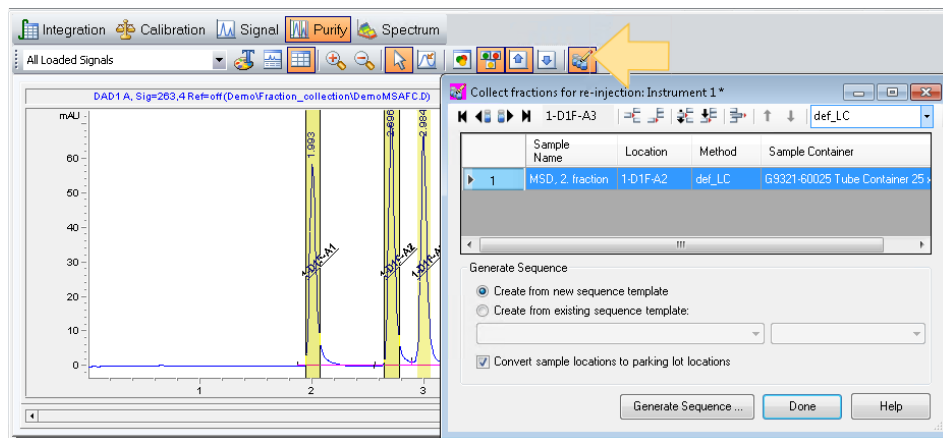 Integration Calibration Signal Purify Spectrum
All Loaded Signals
DAD1 A, Sig=263,4 Ref=off (Demo\Fraction_collection\DemoMSAFC.D)
mAU
60
50
40
30
20
10
0
1.993
2.696
2.984
1-D1F-A1
1-D1F-A2
1 2 3
Collect fractions for re-injection: Instrument 1*
1-D1F-A3 def_LC
Sample Name Location Method Sample Container
1 MSD, 2. fraction 1-D1F-A2 def_LC G9321-60025 Tube Container 25
Generate Sequence
Create from new sequence template
Create from existing sequence template:
Convert sample locations to parking lot locations
Generate Sequence ... Done Help